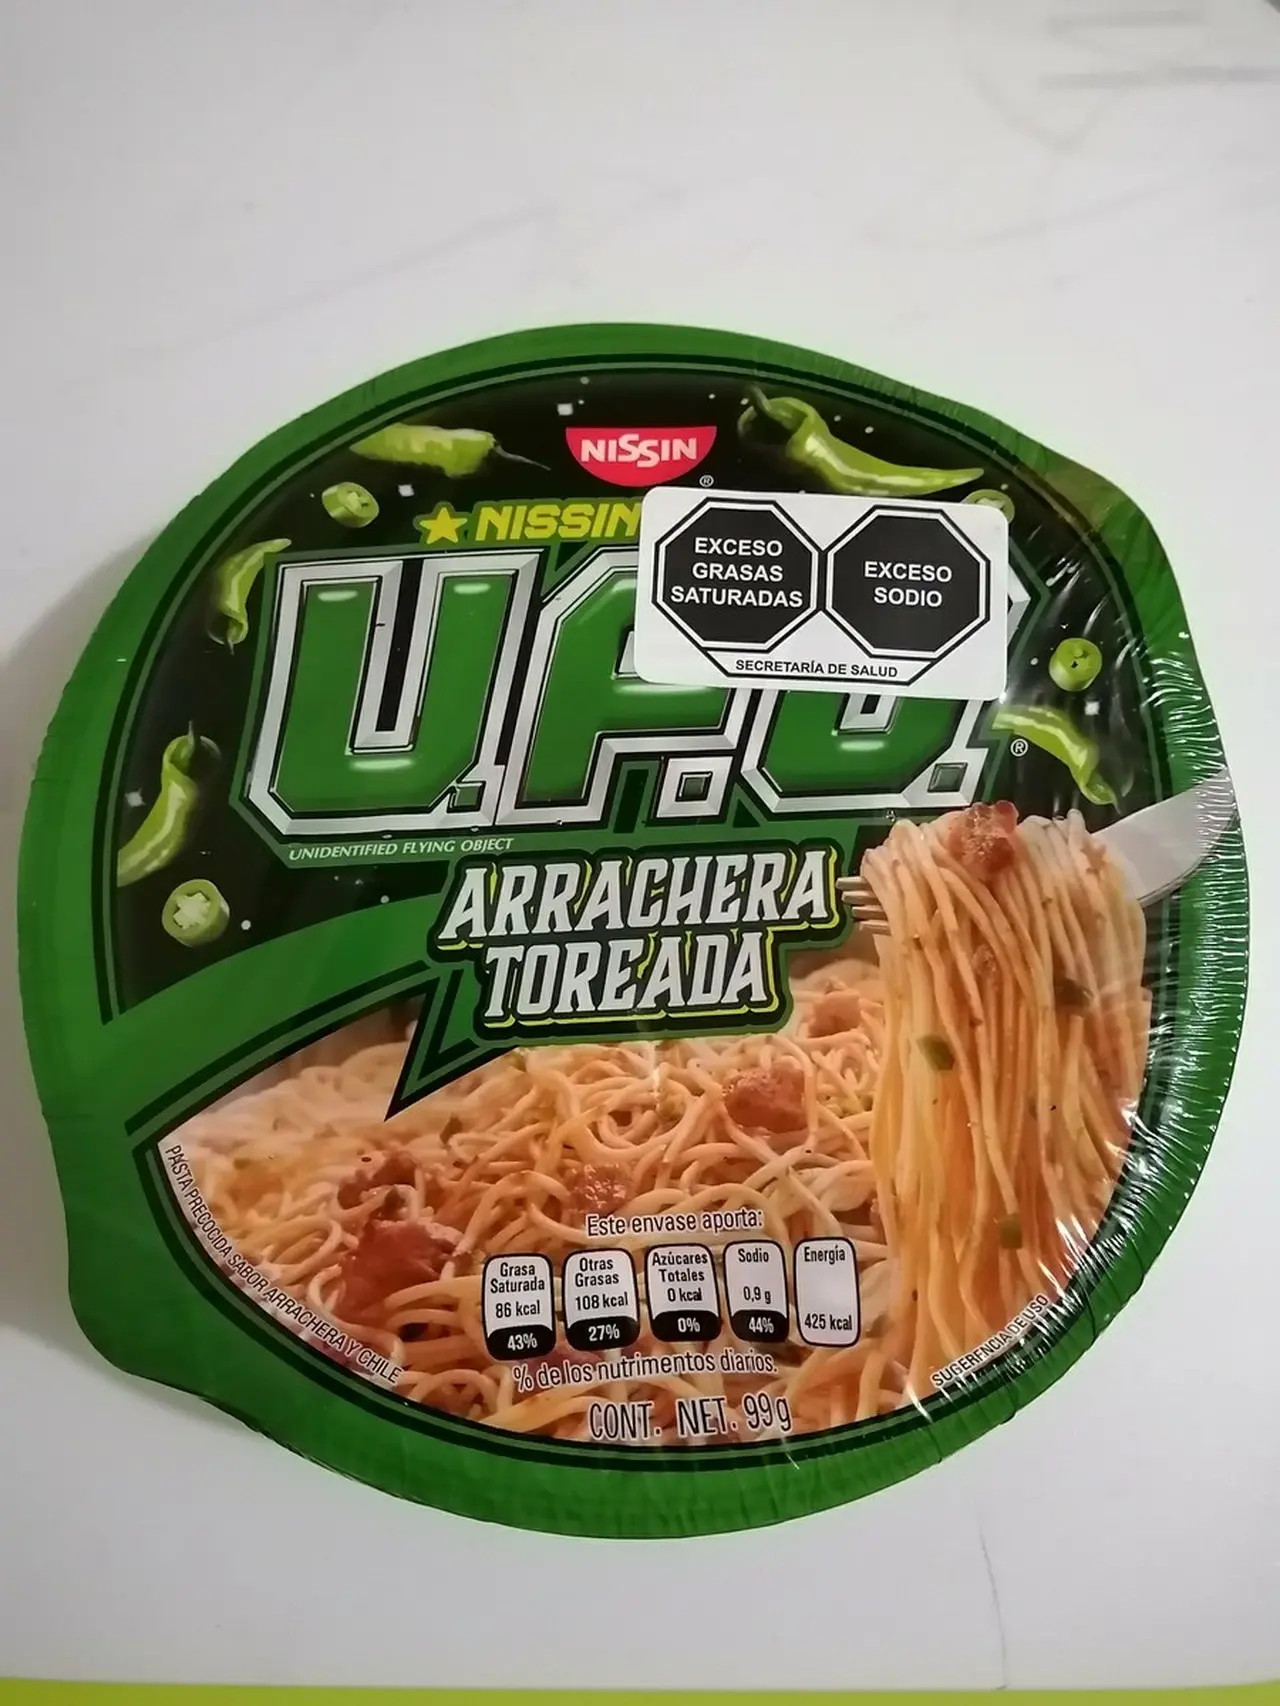 NISSIN
®
NISSIN
U.F.O.
®
EXCESO
GRASAS
SATURADAS
EXCESO
SODIO
SECRETARÍA DE SALUD
UNIDENTIFIED FLYING OBJECT
ARRACHERA
TOREADA
PASTA PRECOCIDA SABOR ARRACHERA Y CHILE
Este envase aporta:
Grasa
Saturada
86 kcal
43%
Otras
Grasas
108 kcal
27%
Azúcares
Totales
0 kcal
0%
Sodio
0,9 g
44%
Energía
425 kcal
% de los nutrimentos diarios.
CONT. NET. 99 g
SUGERENCIA DE USO